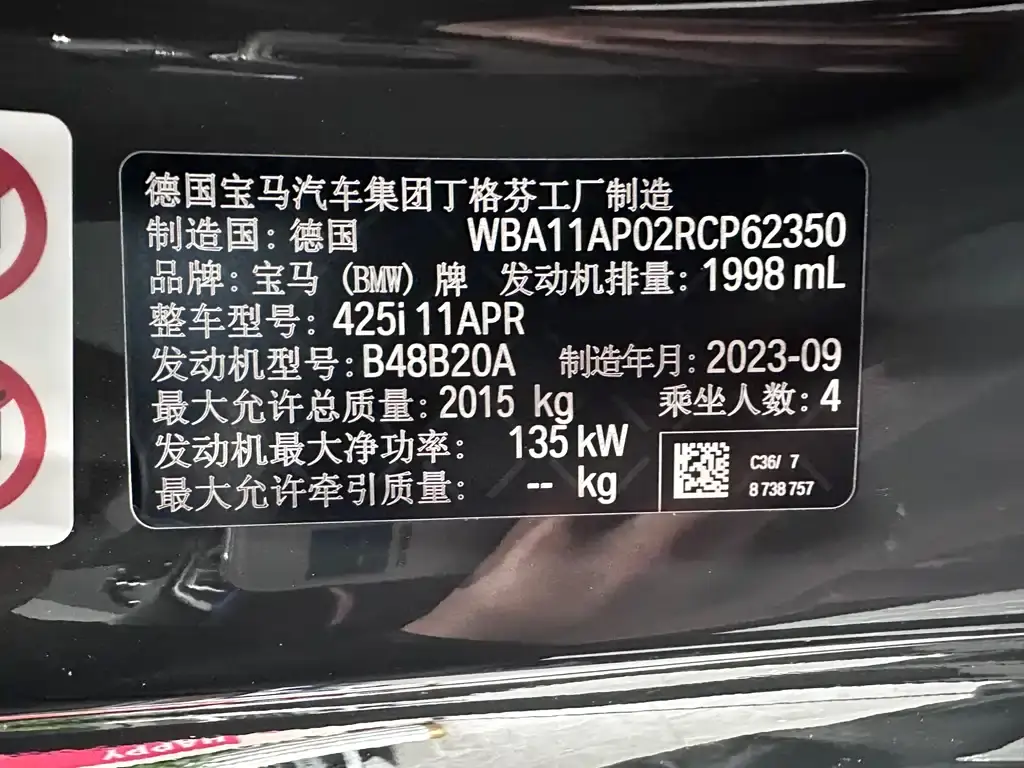 德国宝马汽车集团丁格芬工厂制造
制造国：德国 WBA11AP02RCP62350
品牌：宝马（BMW）牌 发动机排量：1998 mL
整车型号：425i 11APR
发动机型号：B48B20A 制造年月：2023-09
最大允许总质量：2015 kg 乘坐人数：4
发动机最大净功率： 135 kW
最大允许牵引质量： -- kg
C36/ 7
8 738 757
HAPPY